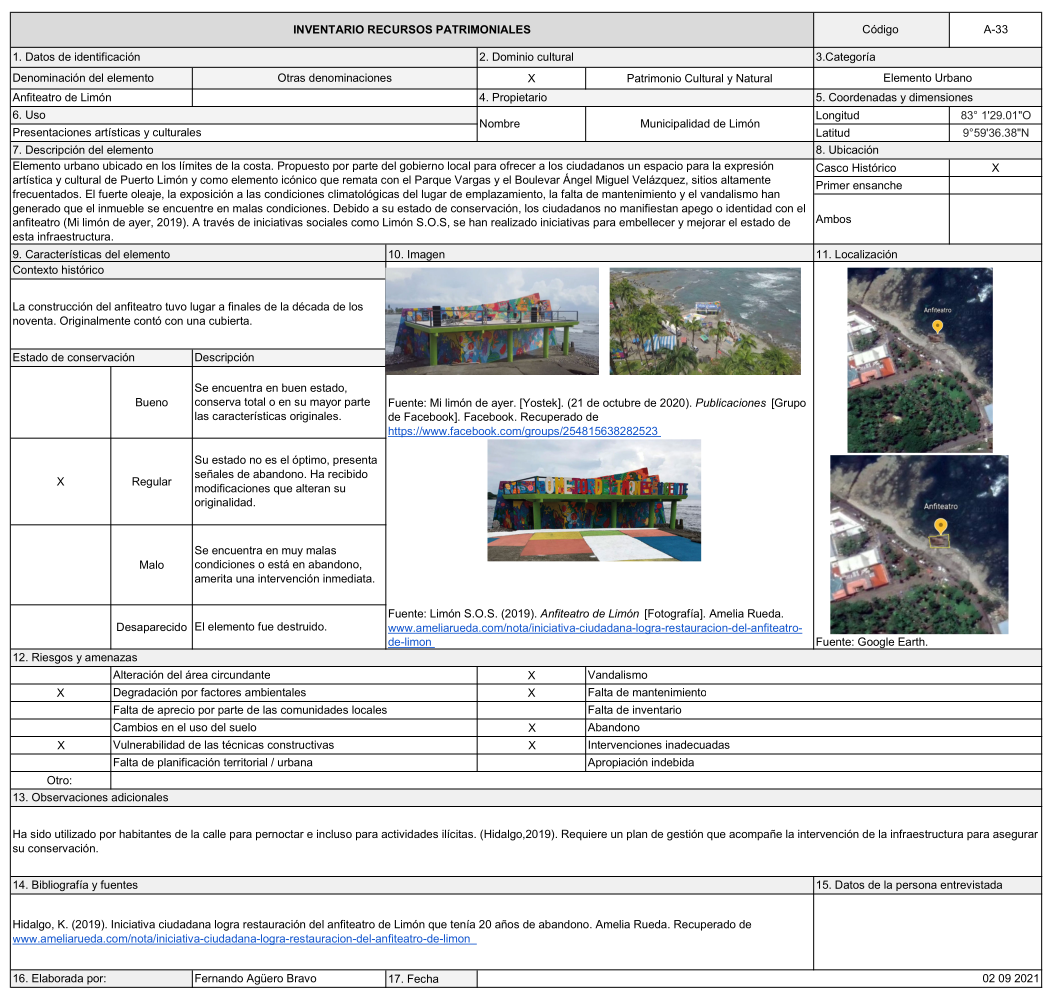 INVENTARIO RECURSOS PATRIMONIALES
Código
A-33
1. Datos de identificación
2. Dominio cultural
3.Categoría
Denominación del elemento
Otras denominaciones
X
Patrimonio Cultural y Natural
Elemento Urbano
Anfiteatro de Limón
4. Propietario
5. Coordenadas y dimensiones
6. Uso
Nombre
Municipalidad de Limón
Longitud
83° 1'29.01"O
Presentaciones artísticas y culturales
Latitud
9°59'36.38"N
7. Descripción del elemento
8. Ubicación
Elemento urbano ubicado en los límites de la costa. Propuesto por parte del gobierno local para ofrecer a los ciudadanos un espacio para la expresión
artística y cultural de Puerto Limón y como elemento icónico que remata con el Parque Vargas y el Boulevar Ángel Miguel Velázquez, sitios altamente
frecuentados. El fuerte oleaje, la exposición a las condiciones climatológicas del lugar de emplazamiento, la falta de mantenimiento y el vandalismo han
generado que el inmueble se encuentre en malas condiciones. Debido a su estado de conservación, los ciudadanos no manifiestan apego o identidad con el
anfiteatro (Mi limón de ayer, 2019). A través de iniciativas sociales como Limón S.O.S, se han realizado iniciativas para embellecer y mejorar el estado de
esta infraestructura.
Casco Histórico
X
Primer ensanche
Ambos
9. Características del elemento
10. Imagen
11. Localización
Contexto histórico
La construcción del anfiteatro tuvo lugar a finales de la década de los
noventa. Originalmente contó con una cubierta.
Estado de conservación
Descripción
Bueno
Se encuentra en buen estado,
conserva total o en su mayor parte
las características originales.
X
Regular
Su estado no es el óptimo, presenta
señales de abandono. Ha recibido
modificaciones que alteran su
originalidad.
Malo
Se encuentra en muy malas
condiciones o está en abandono,
amerita una intervención inmediata.
Desaparecido
El elemento fue destruido.
Fuente: Mi limón de ayer. [Yostek]. (21 de octubre de 2020). Publicaciones [Grupo
de Facebook]. Facebook. Recuperado de
https://www.facebook.com/groups/254815638282523
Fuente: Limón S.O.S. (2019). Anfiteatro de Limón [Fotografía]. Amelia Rueda.
www.ameliarueda.com/nota/iniciativa-ciudadana-logra-restauracion-del-anfiteatro-
de-limon
Anfiteatro
Anfiteatro
Fuente: Google Earth.
12. Riesgos y amenazas
Alteración del área circundante
X
Vandalismo
X
Degradación por factores ambientales
X
Falta de mantenimiento
Falta de aprecio por parte de las comunidades locales
Falta de inventario
Cambios en el uso del suelo
X
Abandono
X
Vulnerabilidad de las técnicas constructivas
X
Intervenciones inadecuadas
Falta de planificación territorial / urbana
Apropiación indebida
Otro:
13. Observaciones adicionales
Ha sido utilizado por habitantes de la calle para pernoctar e incluso para actividades ilícitas. (Hidalgo,2019). Requiere un plan de gestión que acompañe la intervención de la infraestructura para asegurar
su conservación.
14. Bibliografía y fuentes
15. Datos de la persona entrevistada
Hidalgo, K. (2019). Iniciativa ciudadana logra restauración del anfiteatro de Limón que tenía 20 años de abandono. Amelia Rueda. Recuperado de
www.ameliarueda.com/nota/iniciativa-ciudadana-logra-restauracion-del-anfiteatro-de-limon
16. Elaborada por:
Fernando Agüero Bravo
17. Fecha
02 09 2021